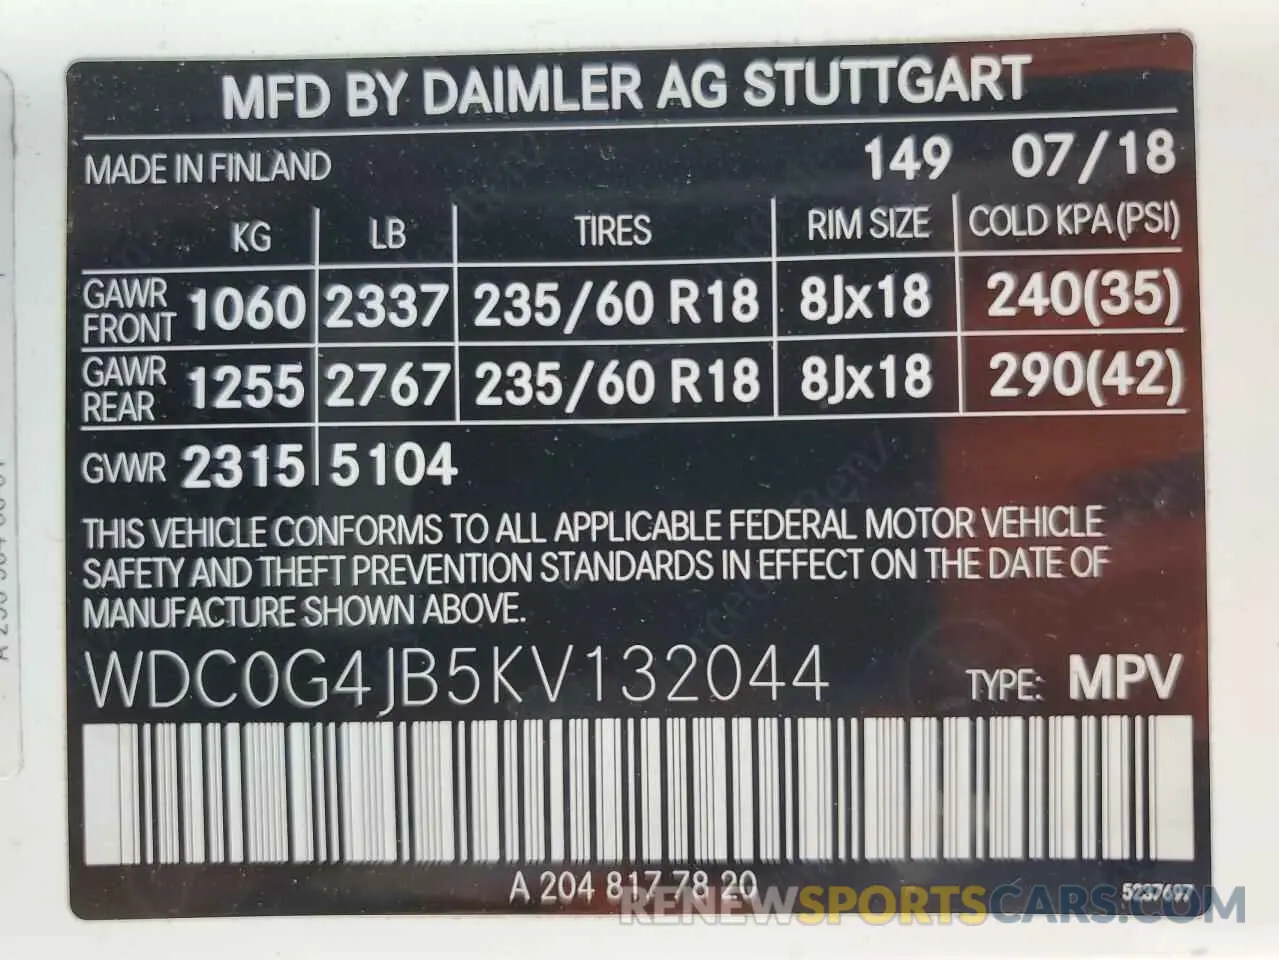 MFD BY DAIMLER AG STUTTGART
MADE IN FINLAND 149 07/18
KG LB TIRES RIM SIZE COLD KPA (PSI)
GAWR FRONT 1060 2337 235/60 R18 8Jx18 240(35)
GAWR REAR 1255 2767 235/60 R18 8Jx18 290(42)
GVWR 2315 5104
THIS VEHICLE CONFORMS TO ALL APPLICABLE FEDERAL MOTOR VEHICLE
SAFETY AND THEFT PREVENTION STANDARDS IN EFFECT ON THE DATE OF
MANUFACTURE SHOWN ABOVE.
WDC0G4JB5KV132044 TYPE: MPV
A 204 817 78 20 5237697
RENEWSPORTSCARS.COM